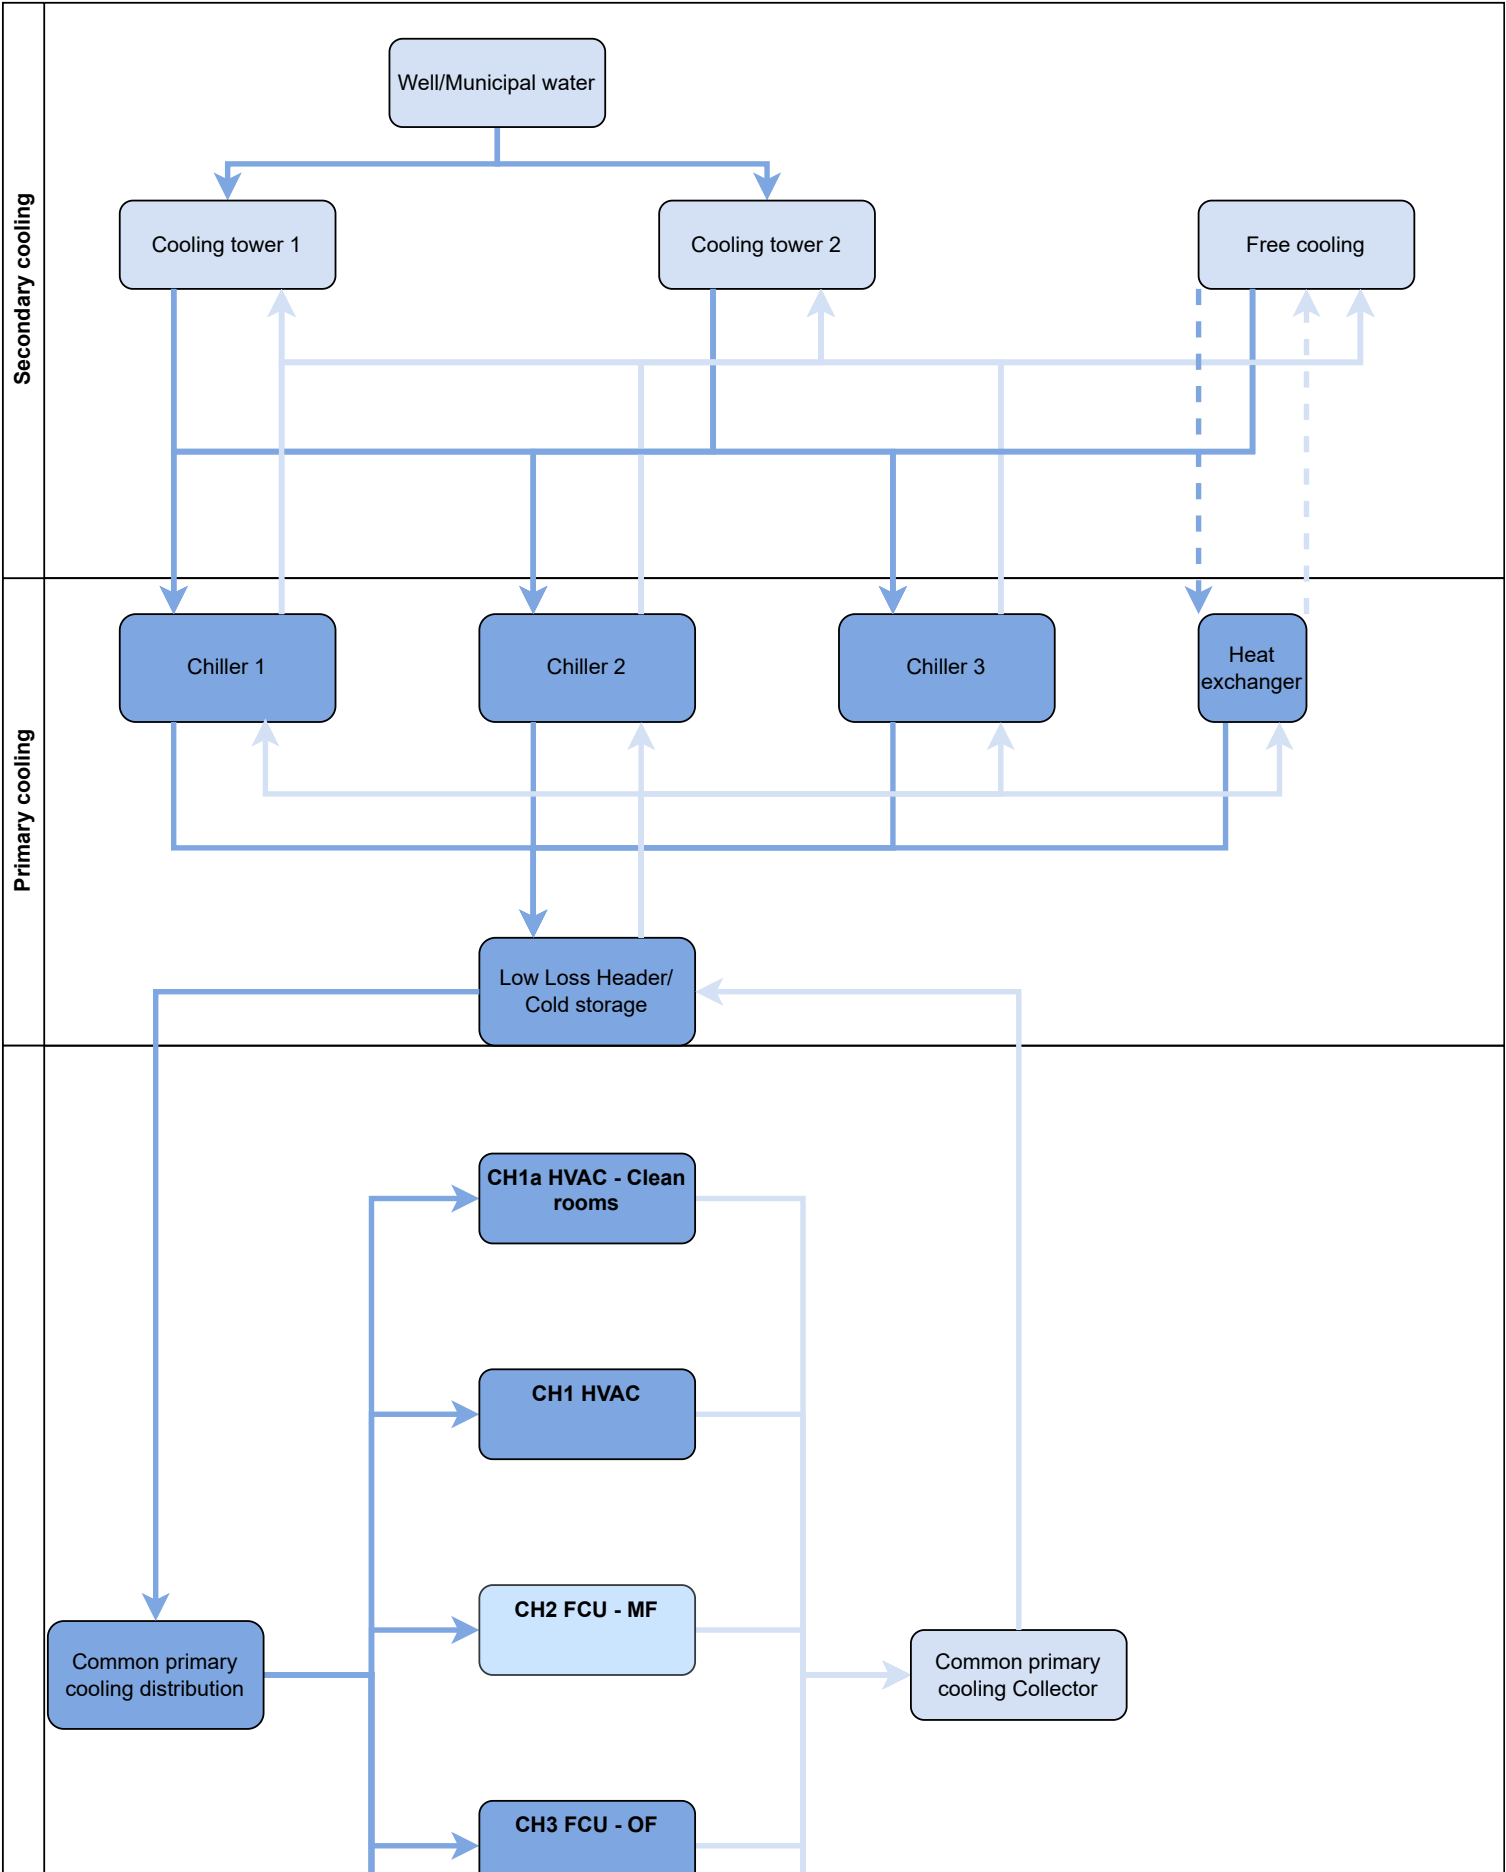 Secondary cooling
Well/Municipal water
Cooling tower 1
Cooling tower 2
Free cooling
Primary cooling
Chiller 1
Chiller 2
Chiller 3
Heat
exchanger
Low Loss Header/
Cold storage
CH1a HVAC - Clean
rooms
CH1 HVAC
CH2 FCU - MF
Common primary
cooling distribution
Common primary
cooling Collector
CH3 FCU - OF